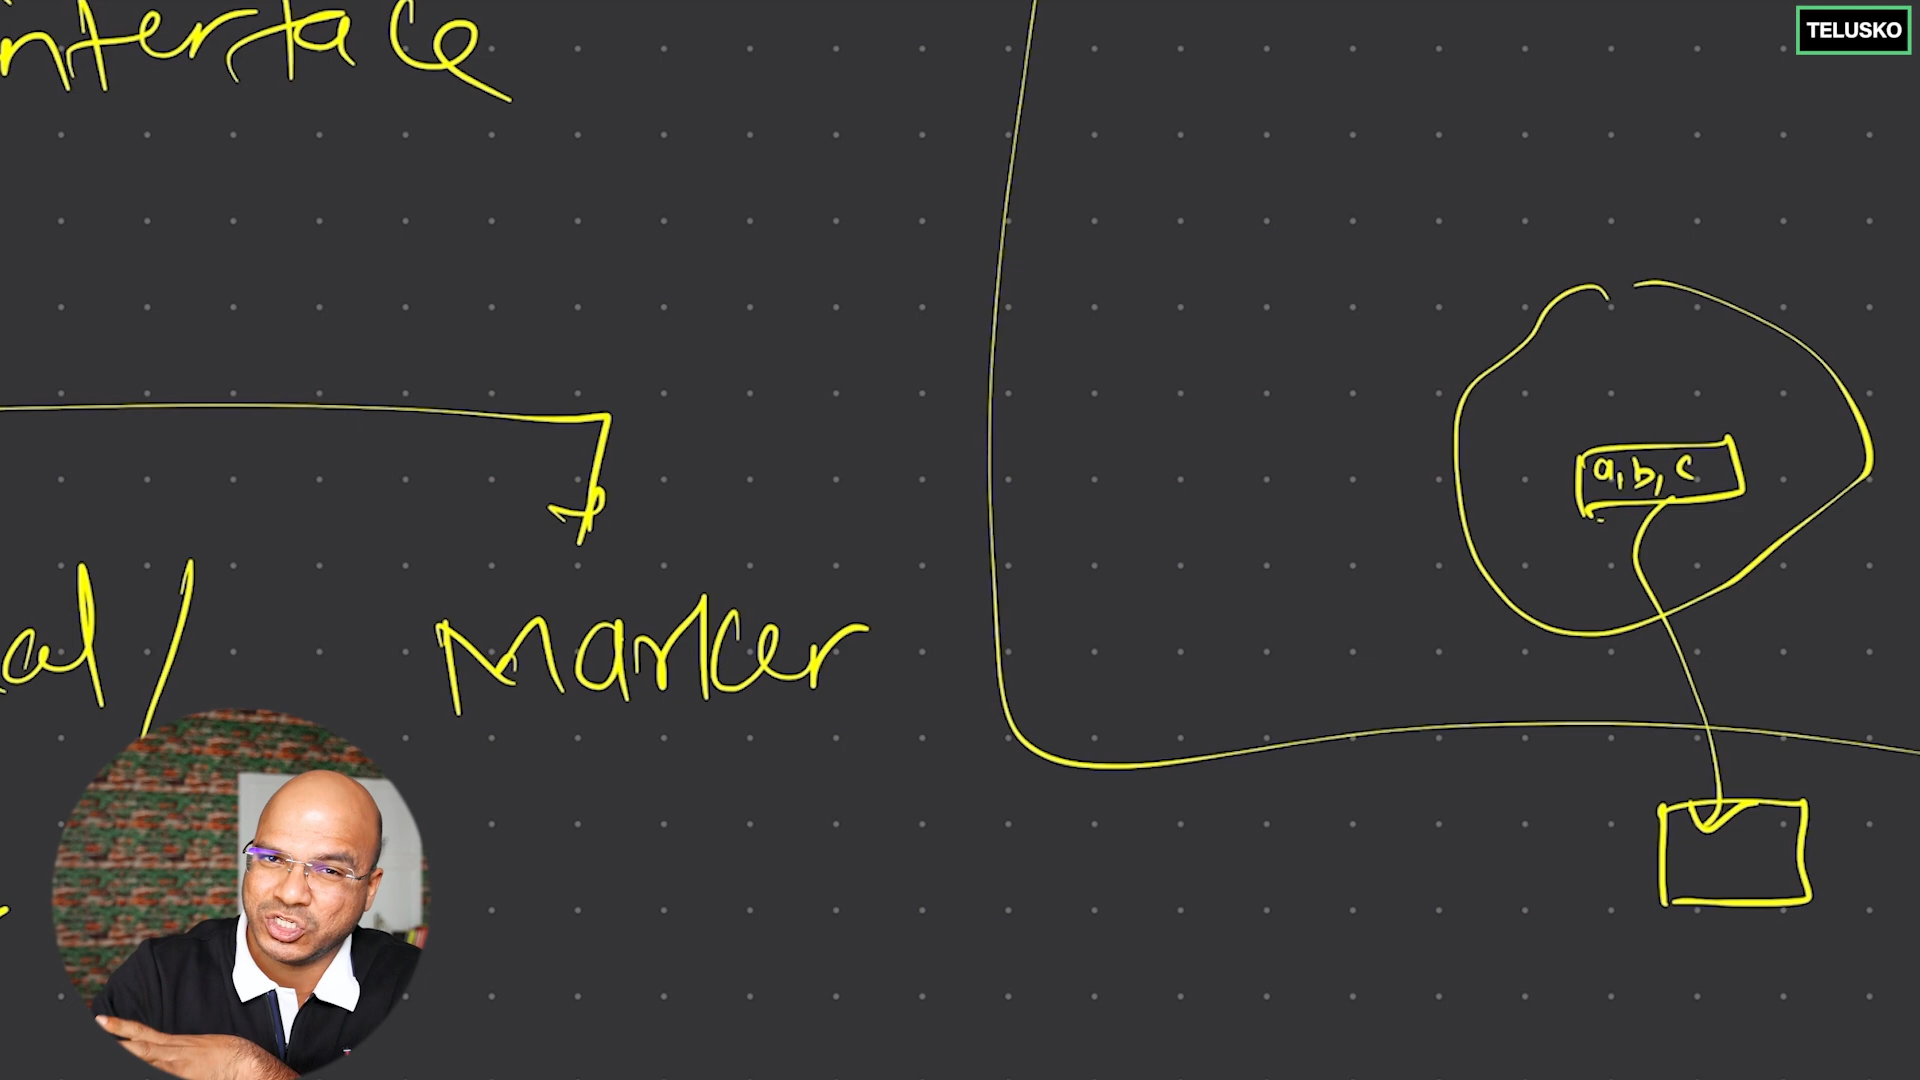 TELUSKO
nterface
a, b, c
al/ Marker